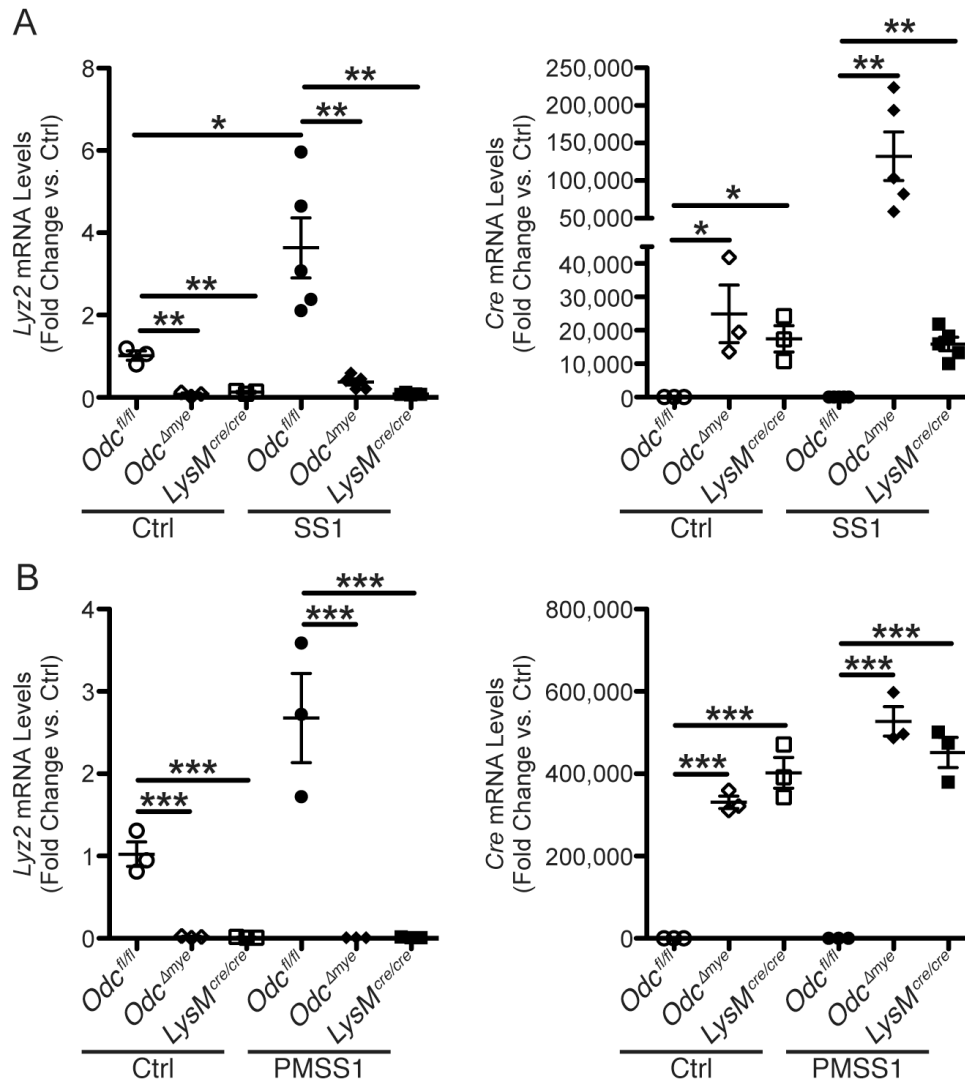 A
Lyz2 mRNA Levels
(Fold Change vs. Ctrl)
8
6
4
2
0
*
**
**
**
**
Odc fl/fl
Odc Δmye
LysM cre/cre
Odc fl/fl
Odc Δmye
LysM cre/cre
Ctrl
SS1
Cre mRNA Levels
(Fold Change vs. Ctrl)
250,000
200,000
150,000
100,000
50,000
40,000
30,000
20,000
10,000
0
*
*
**
**
Odc fl/fl
Odc Δmye
LysM cre/cre
Odc fl/fl
Odc Δmye
LysM cre/cre
Ctrl
SS1
B
Lyz2 mRNA Levels
(Fold Change vs. Ctrl)
4
3
2
1
0
***
***
***
***
Odc fl/fl
Odc Δmye
LysM cre/cre
Odc fl/fl
Odc Δmye
LysM cre/cre
Ctrl
PMSS1
Cre mRNA Levels
(Fold Change vs. Ctrl)
800,000
600,000
400,000
200,000
0
***
***
***
***
Odc fl/fl
Odc Δmye
LysM cre/cre
Odc fl/fl
Odc Δmye
LysM cre/cre
Ctrl
PMSS1